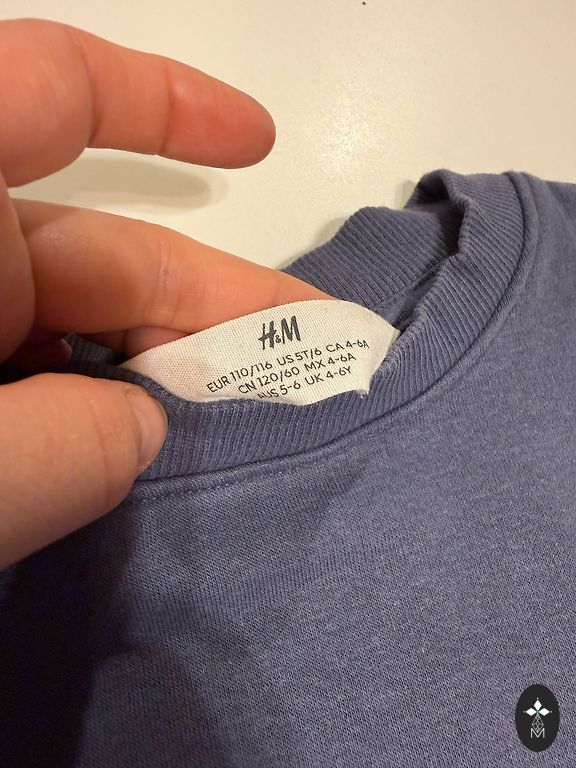 H&M
EUR 110/116 US 5T/6 CA 4-6A
CN 120/60 MX 4-6A
AUS 5-6 UK 4-6Y
M